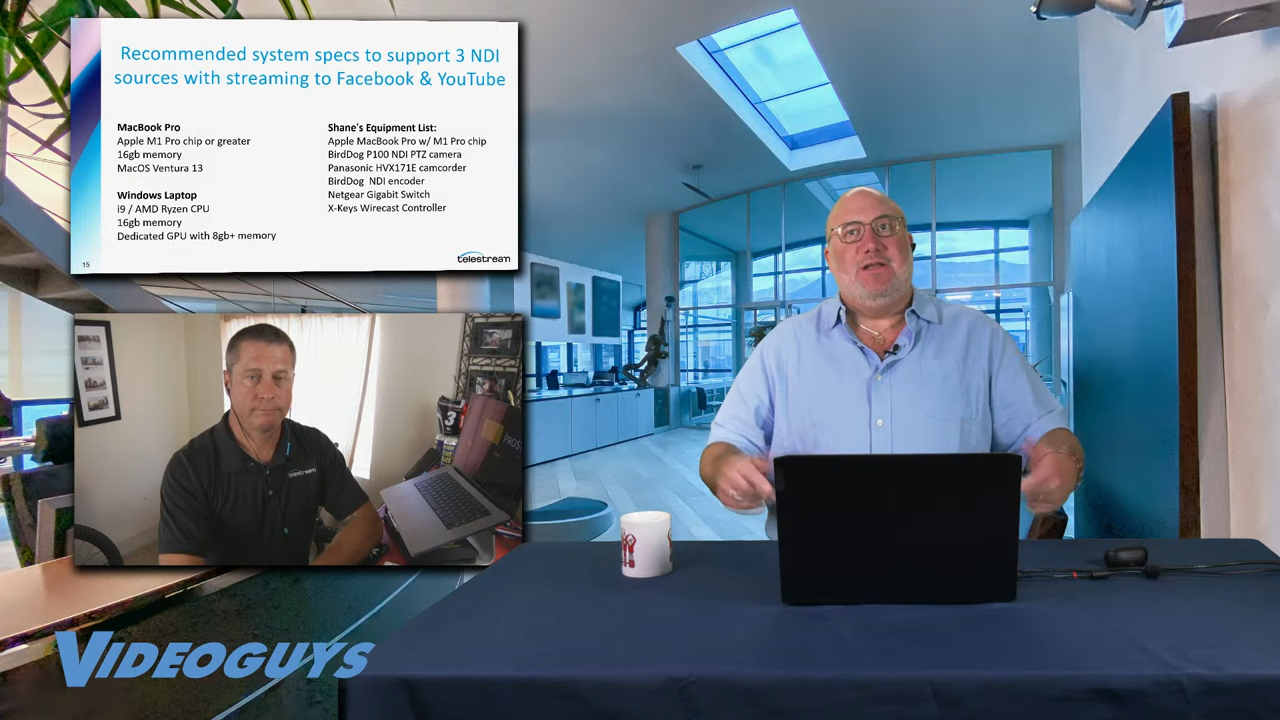 Recommended system specs to support 3 NDI
sources with streaming to Facebook & YouTube
MacBook Pro
Apple M1 Pro chip or greater
16gb memory
MacOS Ventura 13
Windows Laptop
i9 / AMD Ryzen CPU
16gb memory
Dedicated GPU with 8gb+ memory
Shane's Equipment List:
Apple MacBook Pro w/ M1 Pro chip
BirdDog P100 NDI PTZ camera
Panasonic HVX171E camcorder
BirdDog NDI encoder
Netgear Gigabit Switch
X-Keys Wirecast Controller
15
telestream
telestream
3
PROS
VIDEOGUYS